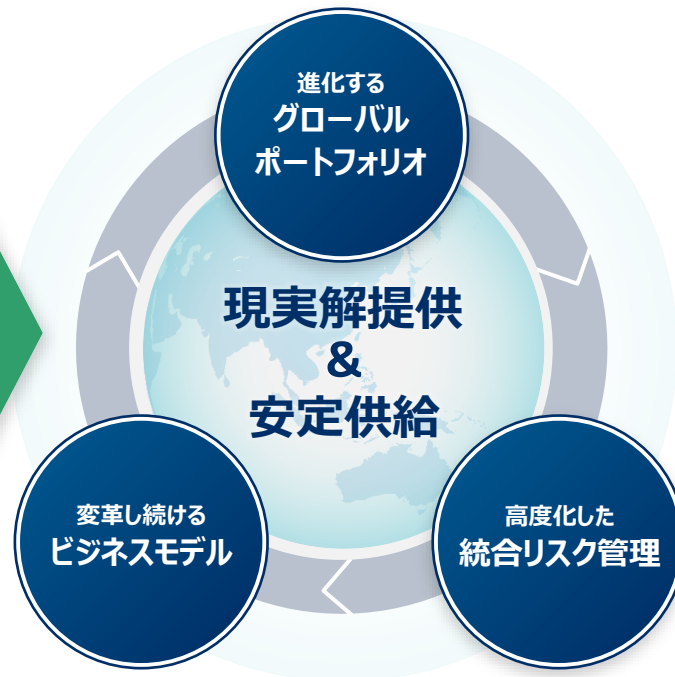 進化する
グローバル
ポートフォリオ
現実解提供
&
安定供給
変革し続ける
ビジネスモデル
高度化した
統合リスク管理